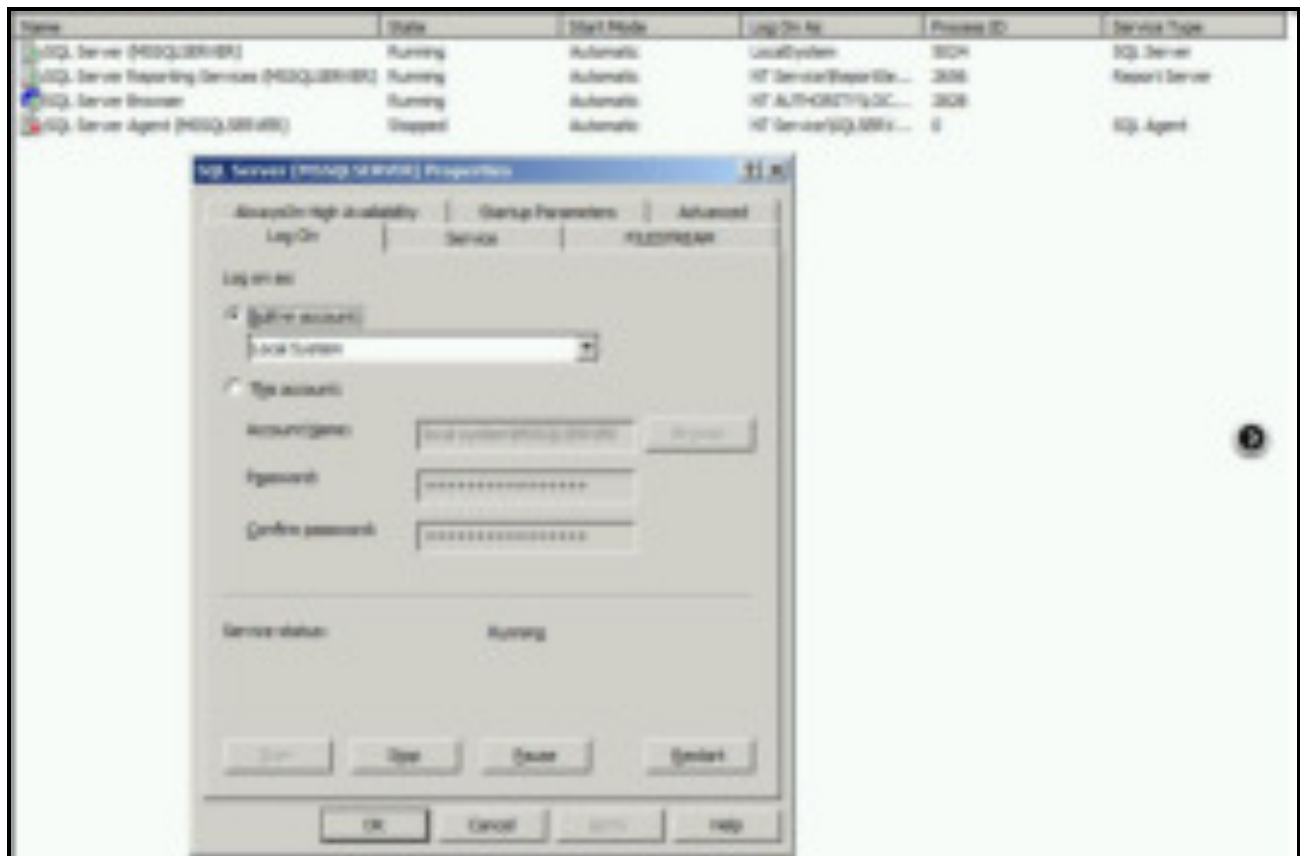 Name State Start Mode Log On As Process ID Service Type
SQL Server (MSSQLSERVER) Running Automatic LocalSystem SQL Server
SQL Server Reporting Services (MSSQLSERVER) Running Automatic Report Server
SQL Server Browser Running Automatic
SQL Server Agent (MSSQLSERVER) Stopped Automatic 0 SQL Agent
SQL Server (MSSQLSERVER) Properties
AlwaysOn High Availability Startup Parameters Advanced
Log On Service FILESTREAM
Log on as:
Built-in account:
Local System
This account:
Account Name: Browse
Password: ****************
Confirm password: ****************
Service status: Running
Start Stop Pause Restart
OK Cancel Apply Help